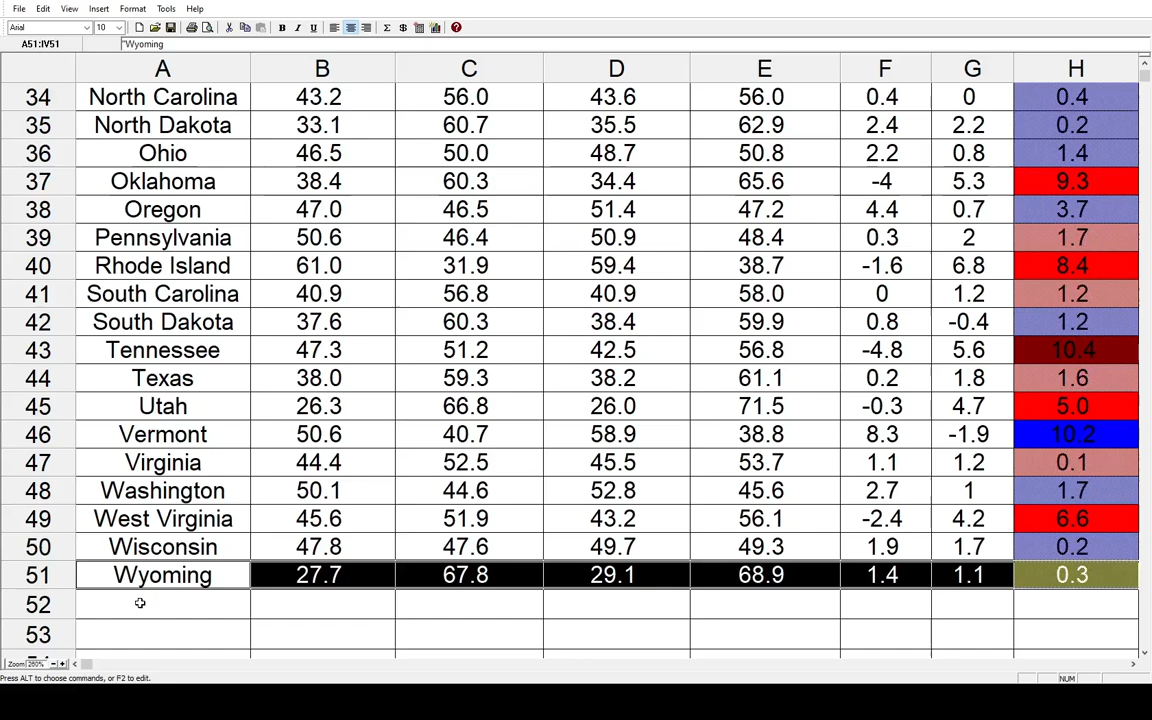 File Edit View Insert Format Tools Help
Arial 10 B I U Σ $ ?
A51:IV51 "Wyoming
A B C D E F G H
34 North Carolina 43.2 56.0 43.6 56.0 0.4 0 0.4
35 North Dakota 33.1 60.7 35.5 62.9 2.4 2.2 0.2
36 Ohio 46.5 50.0 48.7 50.8 2.2 0.8 1.4
37 Oklahoma 38.4 60.3 34.4 65.6 -4 5.3 9.3
38 Oregon 47.0 46.5 51.4 47.2 4.4 0.7 3.7
39 Pennsylvania 50.6 46.4 50.9 48.4 0.3 2 1.7
40 Rhode Island 61.0 31.9 59.4 38.7 -1.6 6.8 8.4
41 South Carolina 40.9 56.8 40.9 58.0 0 1.2 1.2
42 South Dakota 37.6 60.3 38.4 59.9 0.8 -0.4 1.2
43 Tennessee 47.3 51.2 42.5 56.8 -4.8 5.6 10.4
44 Texas 38.0 59.3 38.2 61.1 0.2 1.8 1.6
45 Utah 26.3 66.8 26.0 71.5 -0.3 4.7 5.0
46 Vermont 50.6 40.7 58.9 38.8 8.3 -1.9 10.2
47 Virginia 44.4 52.5 45.5 53.7 1.1 1.2 0.1
48 Washington 50.1 44.6 52.8 45.6 2.7 1 1.7
49 West Virginia 45.6 51.9 43.2 56.1 -2.4 4.2 6.6
50 Wisconsin 47.8 47.6 49.7 49.3 1.9 1.7 0.2
51 Wyoming 27.7 67.8 29.1 68.9 1.4 1.1 0.3
52
53
Zoom 260%
Press ALT to choose commands, or F2 to edit. NUM